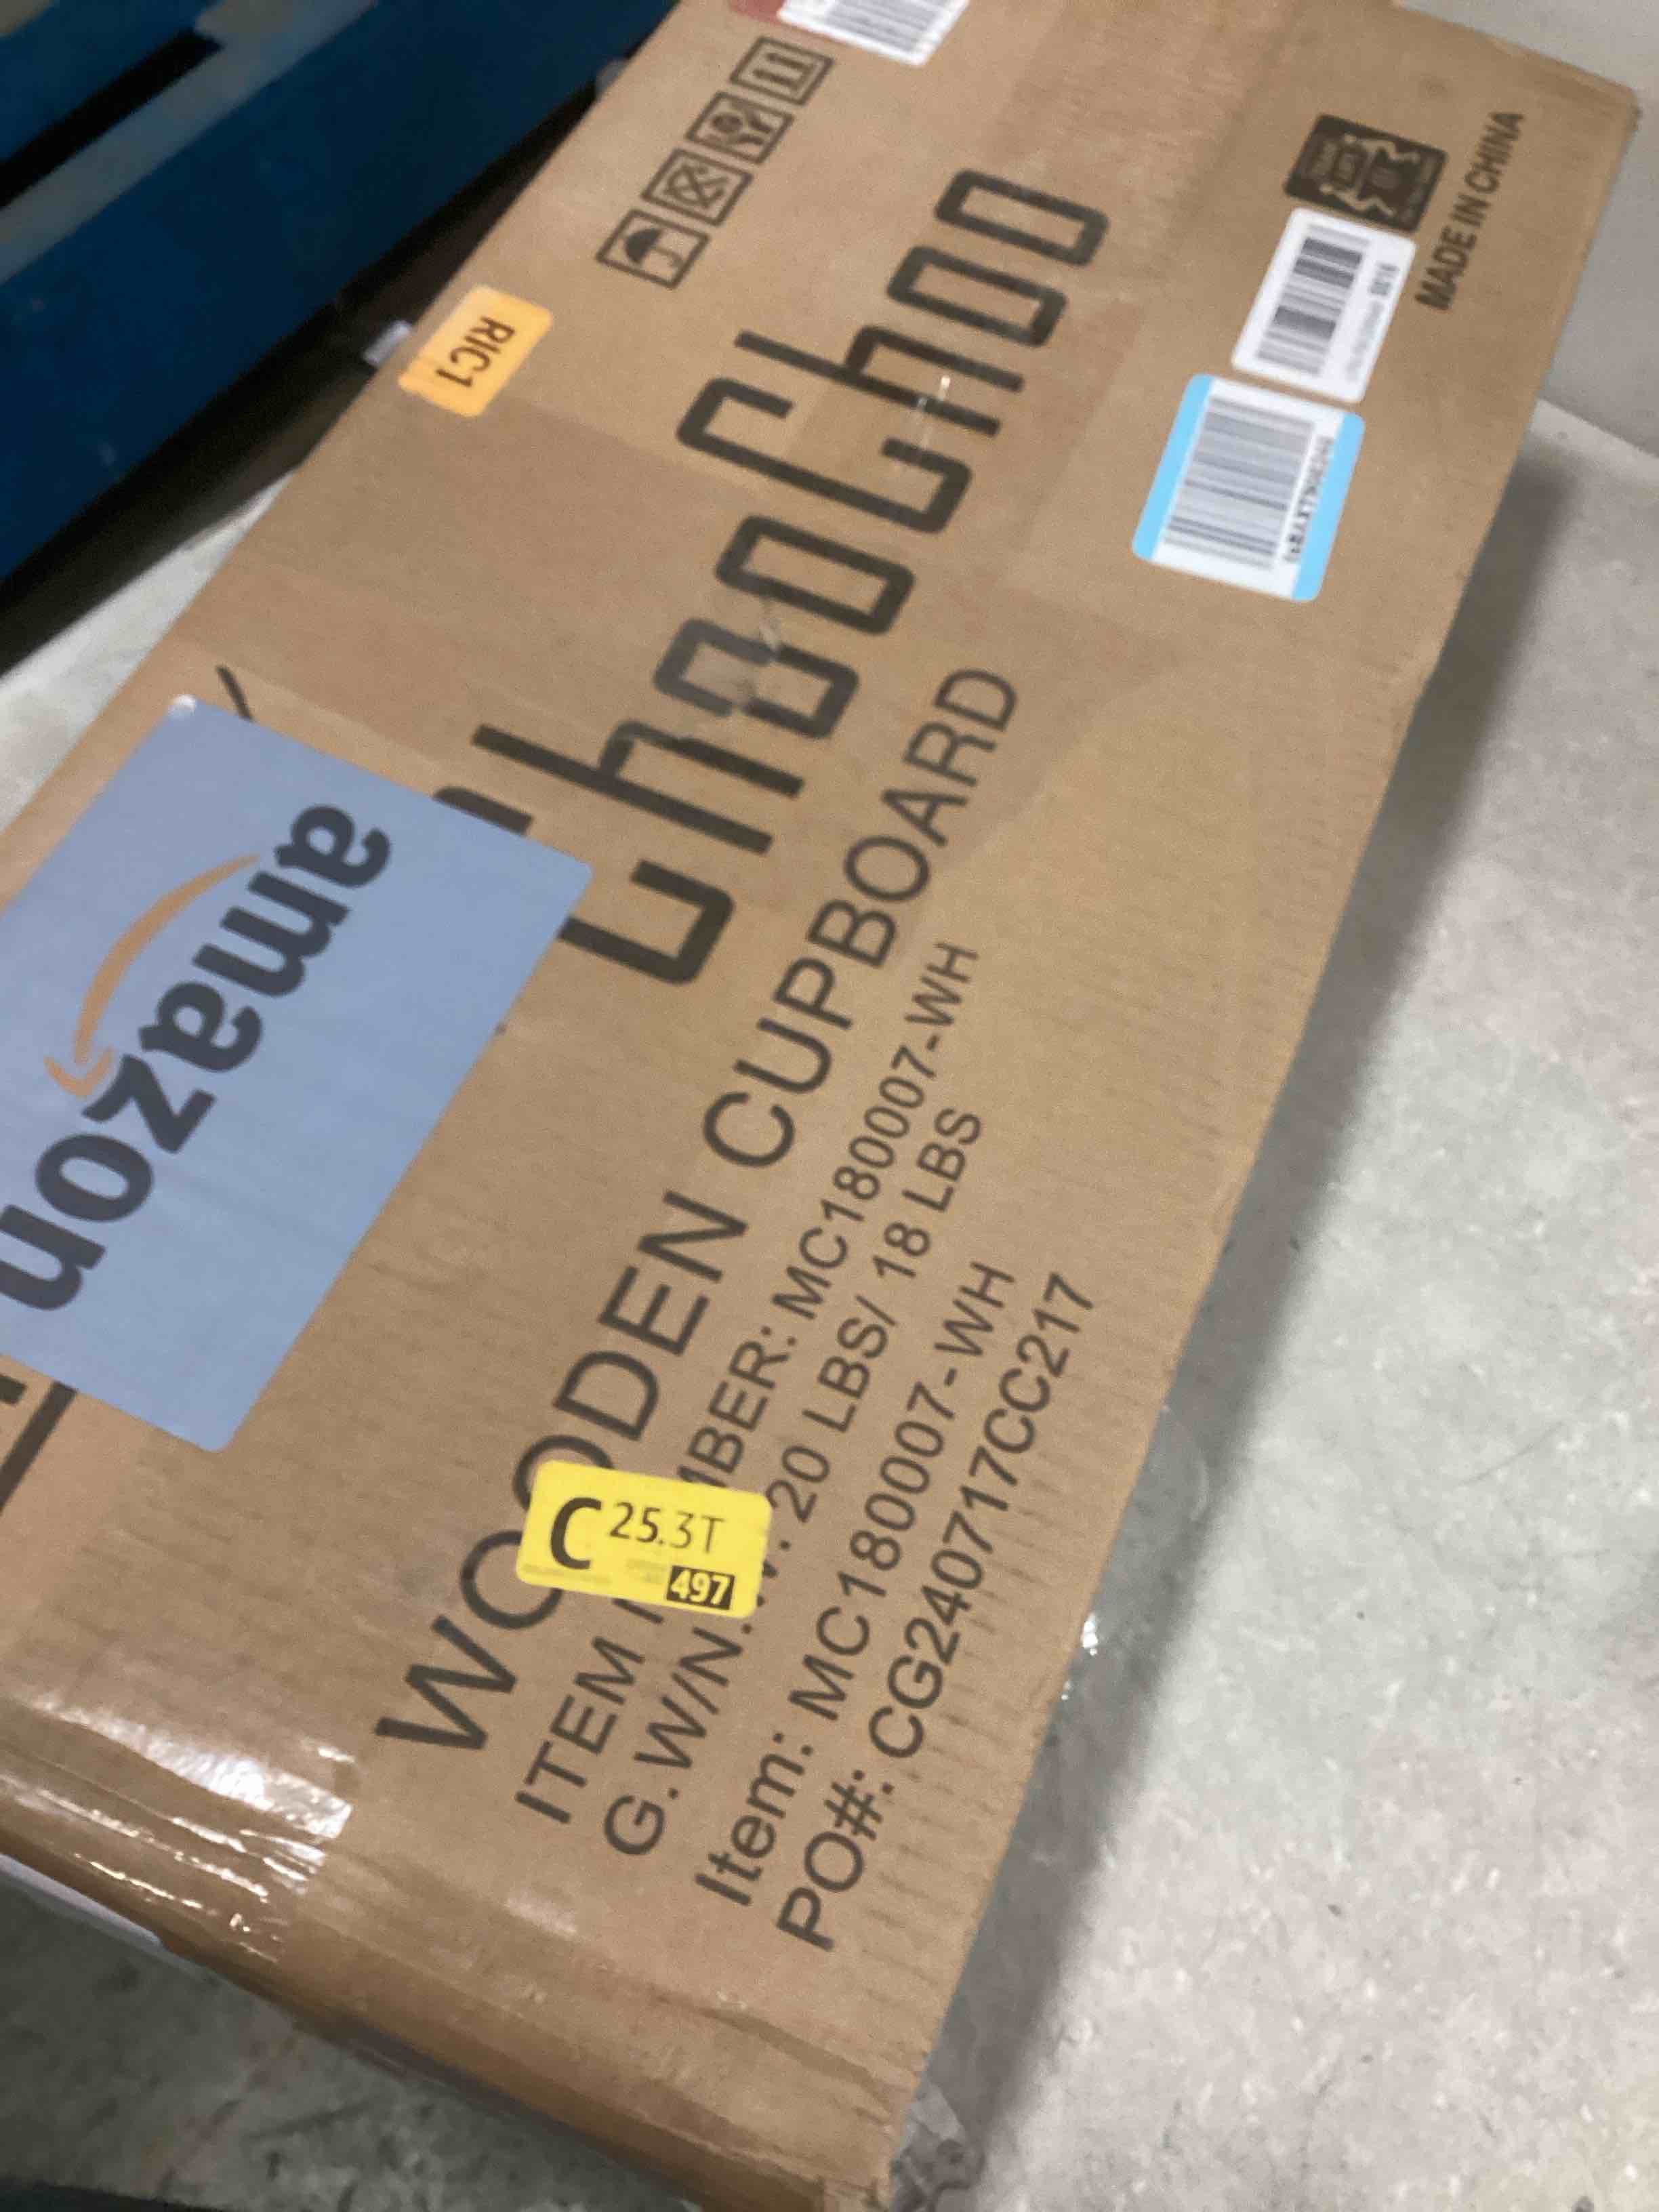 RIC1
ChooChoo
amazon
WOODEN CUPBOARD
ITEM MBER: MC180007-WH
G.W/N. 20 LBS/ 18 LBS
Item: MC180007-WH
PO#: CG240717CC217
C 25.3T
497
MADE IN CHINA